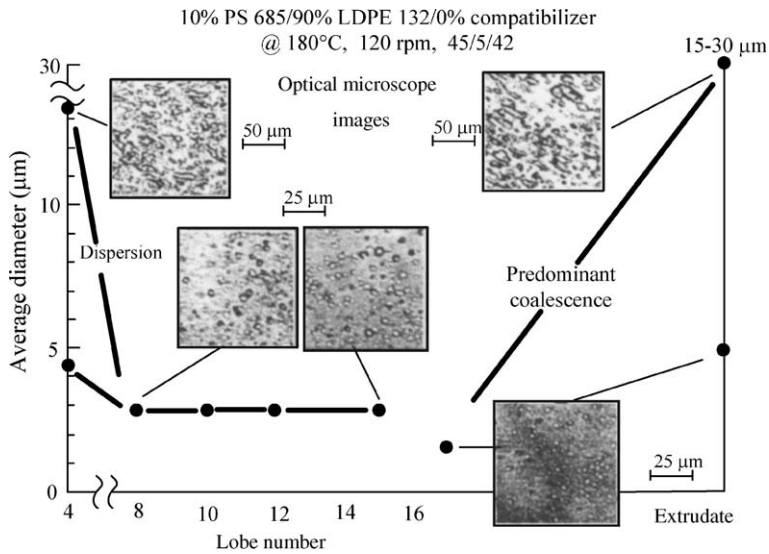 10% PS 685/90% LDPE 132/0% compatibilizer
@ 180°C, 120 rpm, 45/5/42
15-30 μm
30
Optical microscope
images
50 μm
50 μm
Average diameter (μm)
10
25 μm
Dispersion
Predominant
coalescence
5
25 μm
0
4
8
10
12
14
16
Extrudate
Lobe number